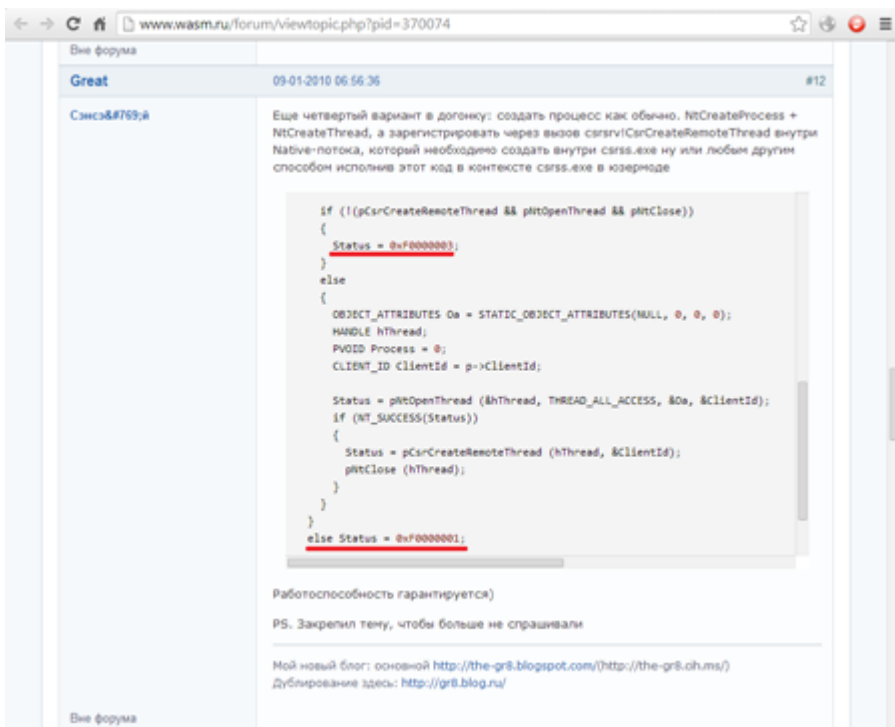 www.wasm.ru/forum/viewtopic.php?pid=370074
Вне форума
Great
09-01-2010 06:56:36
#12
Сэнсэ&#769;й
Еще четвертый вариант в догонку: создать процесс как обычно. NtCreateProcess +
NtCreateThread, а зарегистрировать через вызов csrsrv!CsrCreateRemoteThread внутри
Native-потока, который необходимо создать внутри csrss.exe ну или любым другим
способом исполнив этот код в контексте csrss.exe в юзермоде
if (!(pCsrCreateRemoteThread && pNtOpenThread && pNtClose))
{
Status = 0xF0000003;
}
else
{
OBJECT_ATTRIBUTES Oa = STATIC_OBJECT_ATTRIBUTES(NULL, 0, 0, 0);
HANDLE hThread;
PVOID Process = 0;
CLIENT_ID ClientId = p->ClientId;
Status = pNtOpenThread (&hThread, THREAD_ALL_ACCESS, &Oa, &ClientId);
if (NT_SUCCESS(Status))
{
Status = pCsrCreateRemoteThread (hThread, &ClientId);
pNtClose (hThread);
}
}
}
else Status = 0xF0000001;
Работоспособность гарантируется)
PS. Закрепил тему, чтобы больше не спрашивали
Мой новый блог: основной http://the-gr8.blogspot.com/(http://the-gr8.oih.ms/)
Дублирование здесь: http://gr8.blog.ru/
Вне форума